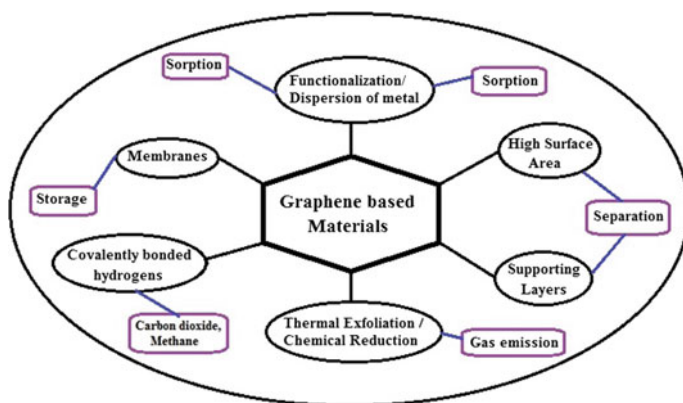 Sorption
Functionalization/
Dispersion of metal
Sorption
Membranes
High Surface
Area
Storage
Graphene based
Materials
Separation
Covalently bonded
hydrogens
Supporting
Layers
Carbon dioxide,
Methane
Thermal Exfoliation /
Chemical Reduction
Gas emission